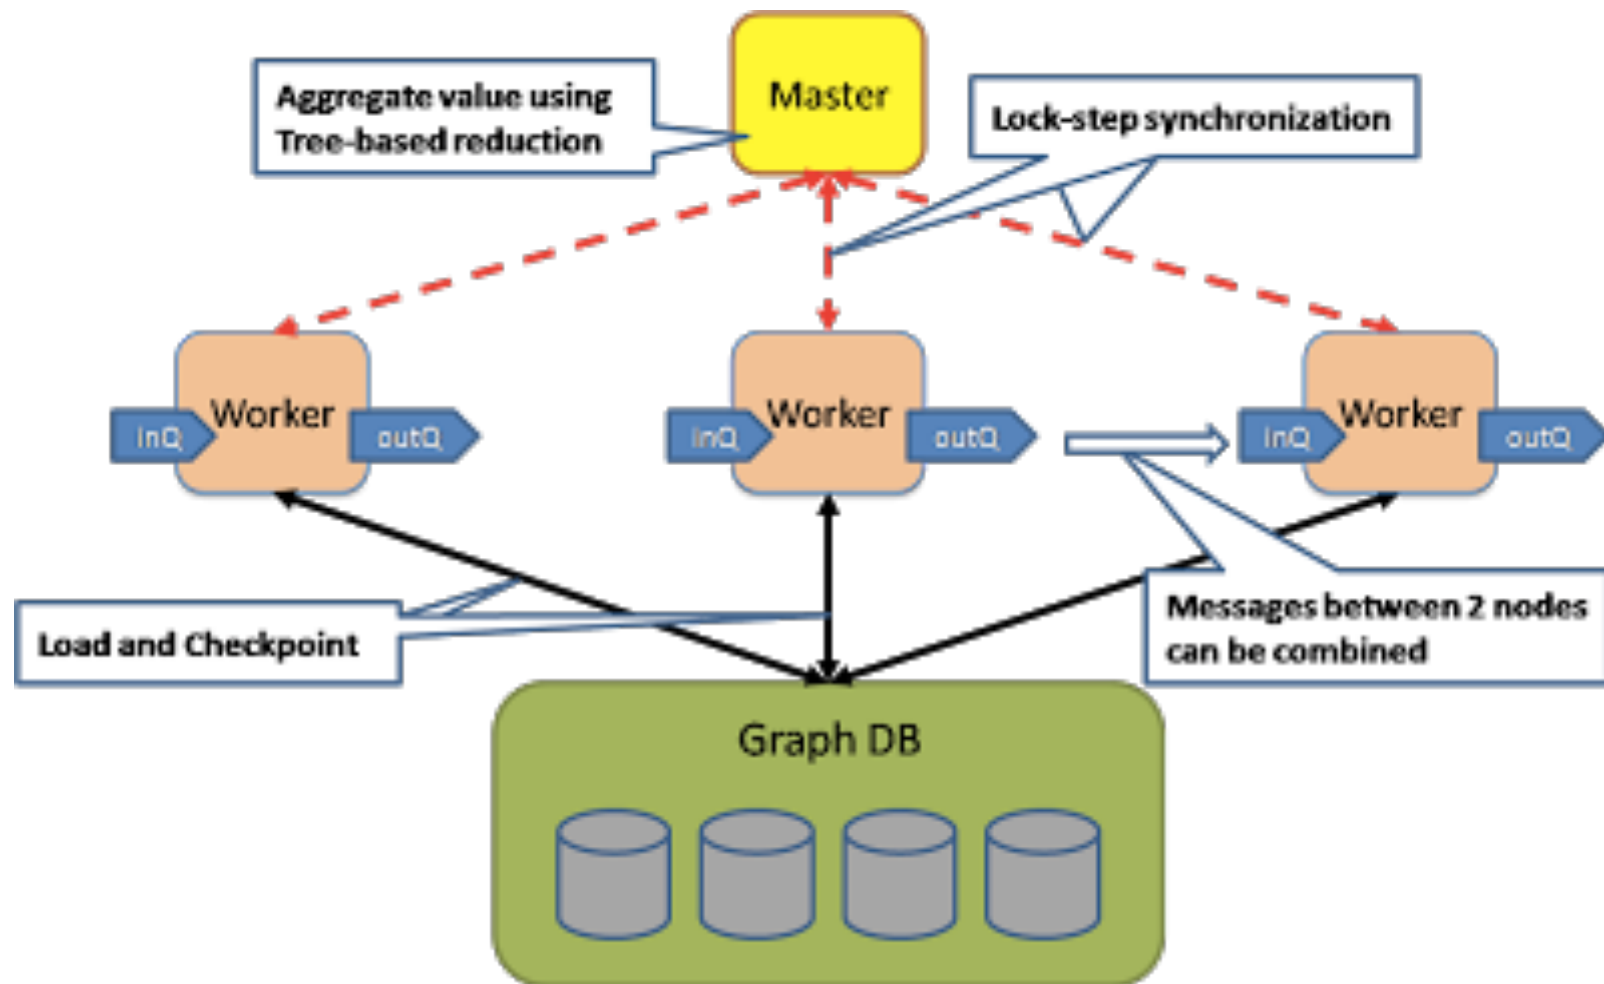 Master
Aggregate value using
Tree-based reduction
Lock-step synchronization
Worker
inQ
outQ
Worker
inQ
outQ
Worker
inQ
outQ
Load and Checkpoint
Messages between 2 nodes
can be combined
Graph DB